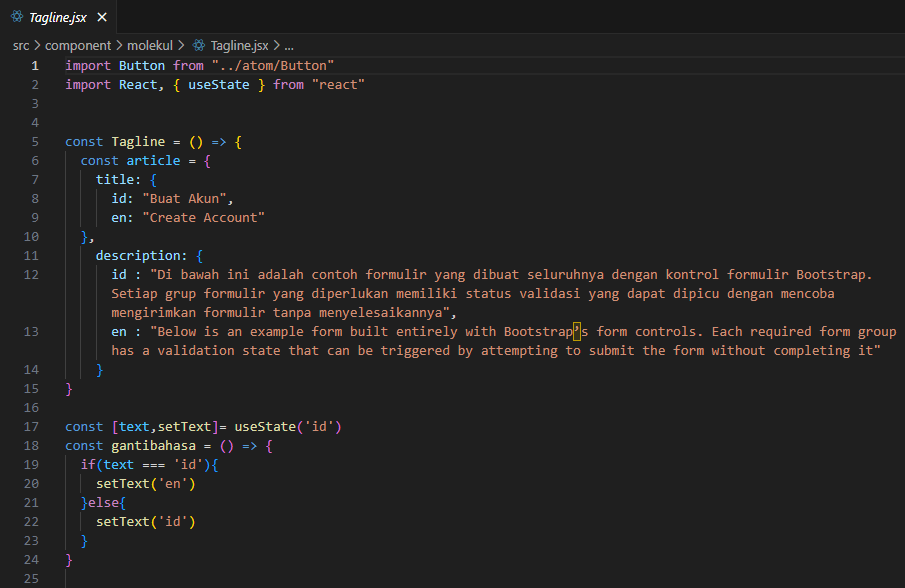 Tagline.jsx ×
src > component > molekul > Tagline.jsx > ...
1 import Button from "../atom/Button"
2 import React, { useState } from "react"
3
4
5 const Tagline = () => {
6 const article = {
7 title: {
8 id: "Buat Akun",
9 en: "Create Account"
10 },
11 description: {
12 id : "Di bawah ini adalah contoh formulir yang dibuat seluruhnya dengan kontrol formulir Bootstrap.
Setiap grup formulir yang diperlukan memiliki status validasi yang dapat dipicu dengan mencoba
mengirimkan formulir tanpa menyelesaikannya",
13 en : "Below is an example form built entirely with Bootstrap’s form controls. Each required form group
has a validation state that can be triggered by attempting to submit the form without completing it"
14 }
15 }
16
17 const [text,setText]= useState('id')
18 const gantibahasa = () => {
19 if(text === 'id'){
20 setText('en')
21 }else{
22 setText('id')
23 }
24 }
25